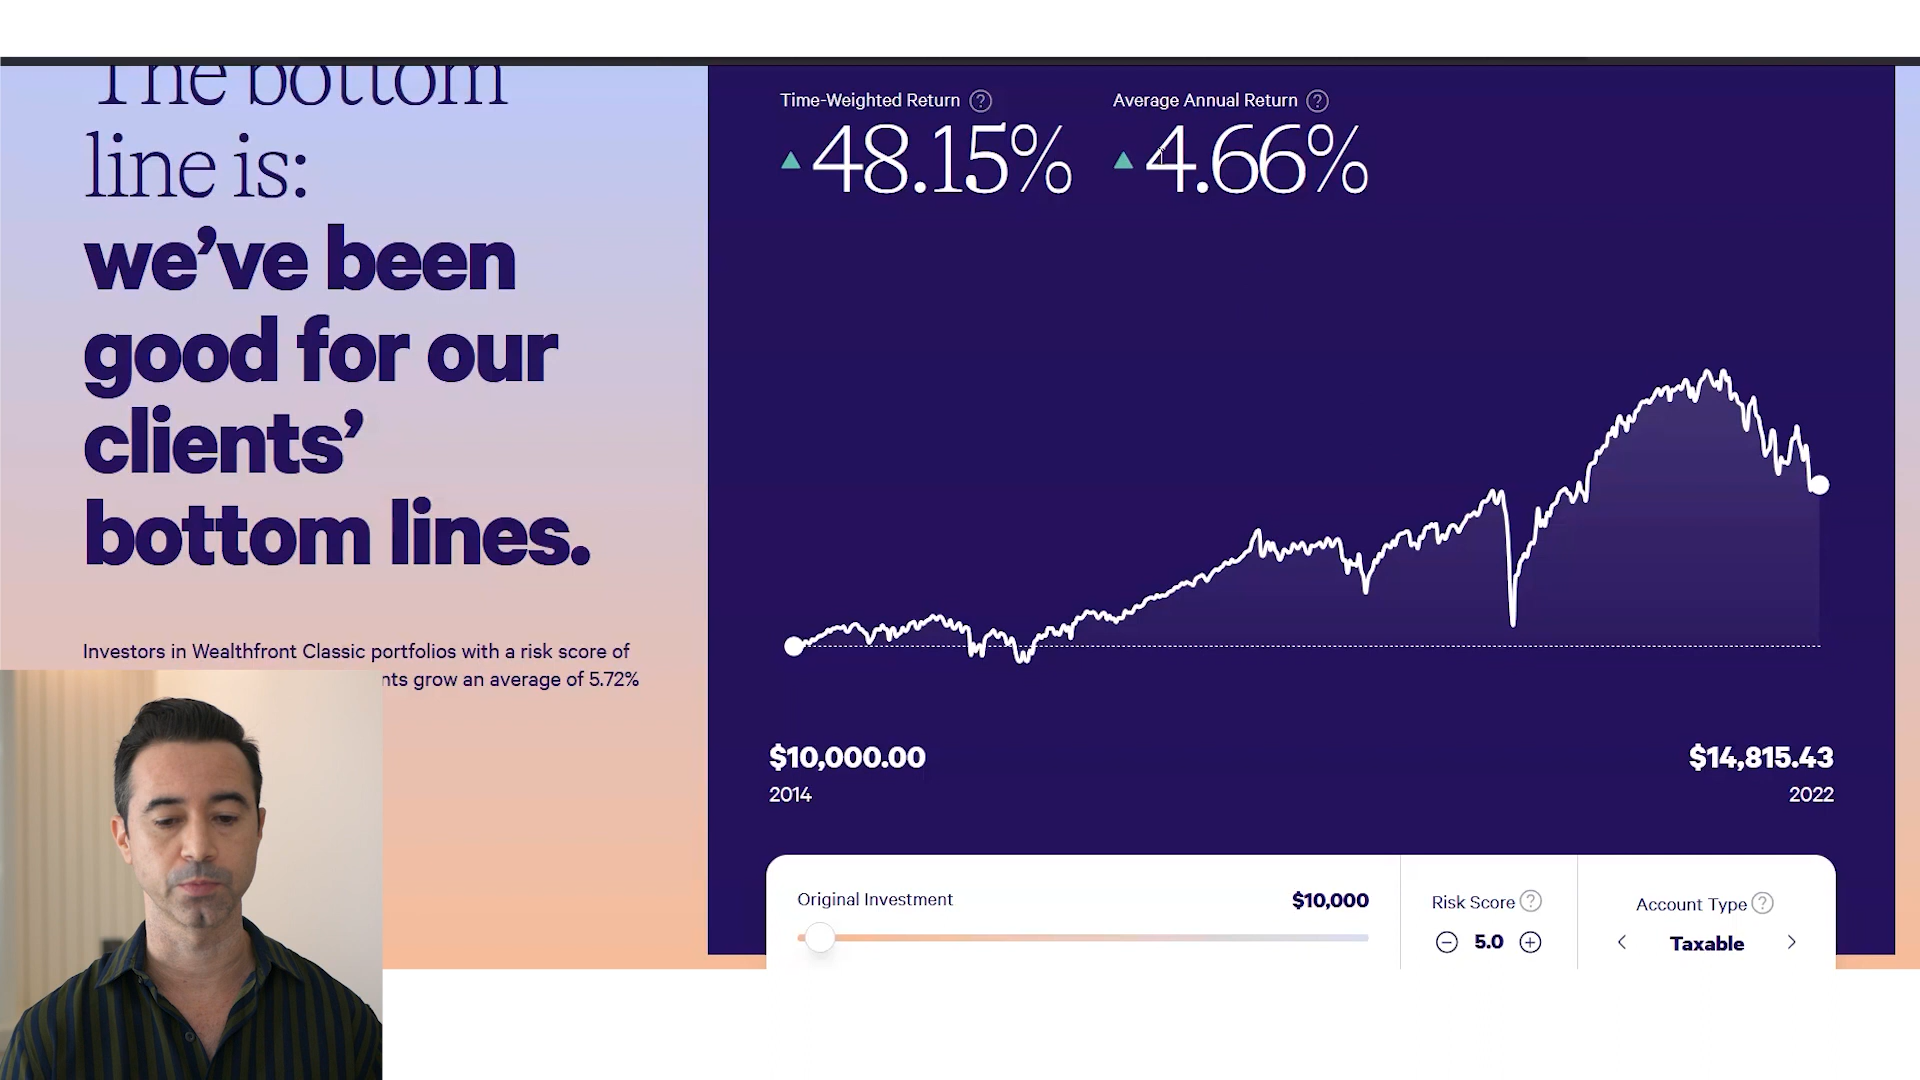 The bottom
line is:
we’ve been
good for our
clients’
bottom lines.
Investors in Wealthfront Classic portfolios with a risk score of
grow an average of 5.72%
Time-Weighted Return ?
48.15%
Average Annual Return ?
4.66%
$10,000.00
2014
$14,815.43
2022
Original Investment
$10,000
Risk Score ?
5.0
Account Type ?
Taxable